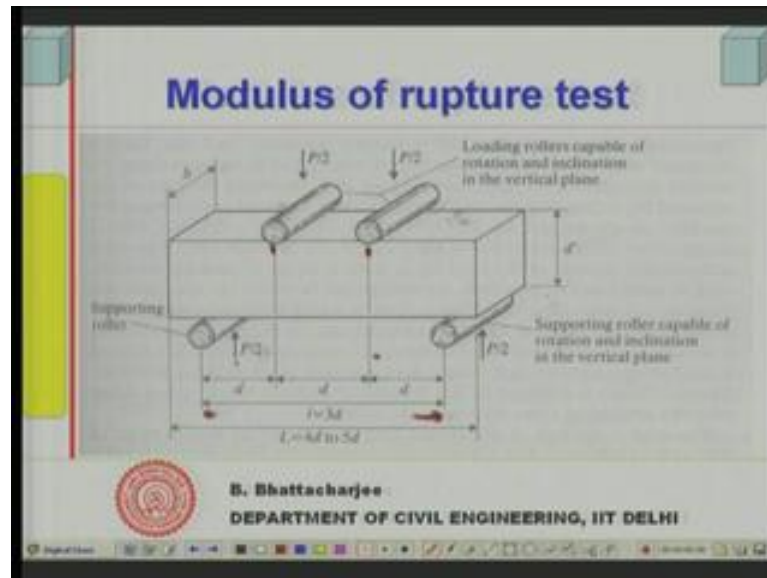 Modulus of rupture test
P/2
P/2
Loading rollers capable of
rotation and inclination
in the vertical plane
b
d
Supporting
roller
P/2
P/2
Supporting roller capable of
rotation and inclination
in the vertical plane
d
d
d
l=3d
L=4d to 5d
B. Bhattacharjee
DEPARTMENT OF CIVIL ENGINEERING, IIT DELHI